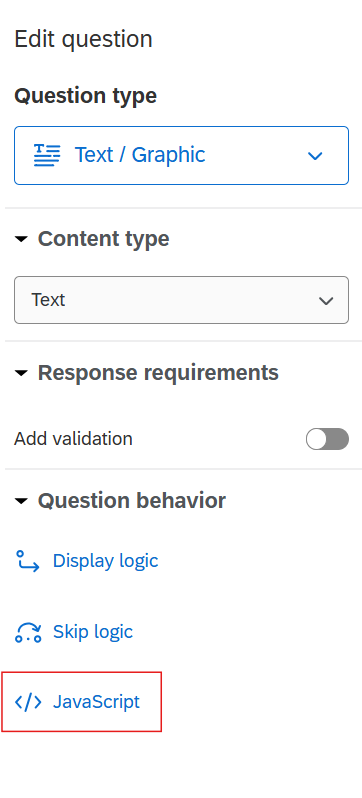 Edit question
Question type
Text / Graphic
Content type
Text
Response requirements
Add validation
Question behavior
Display logic
Skip logic
</> JavaScript